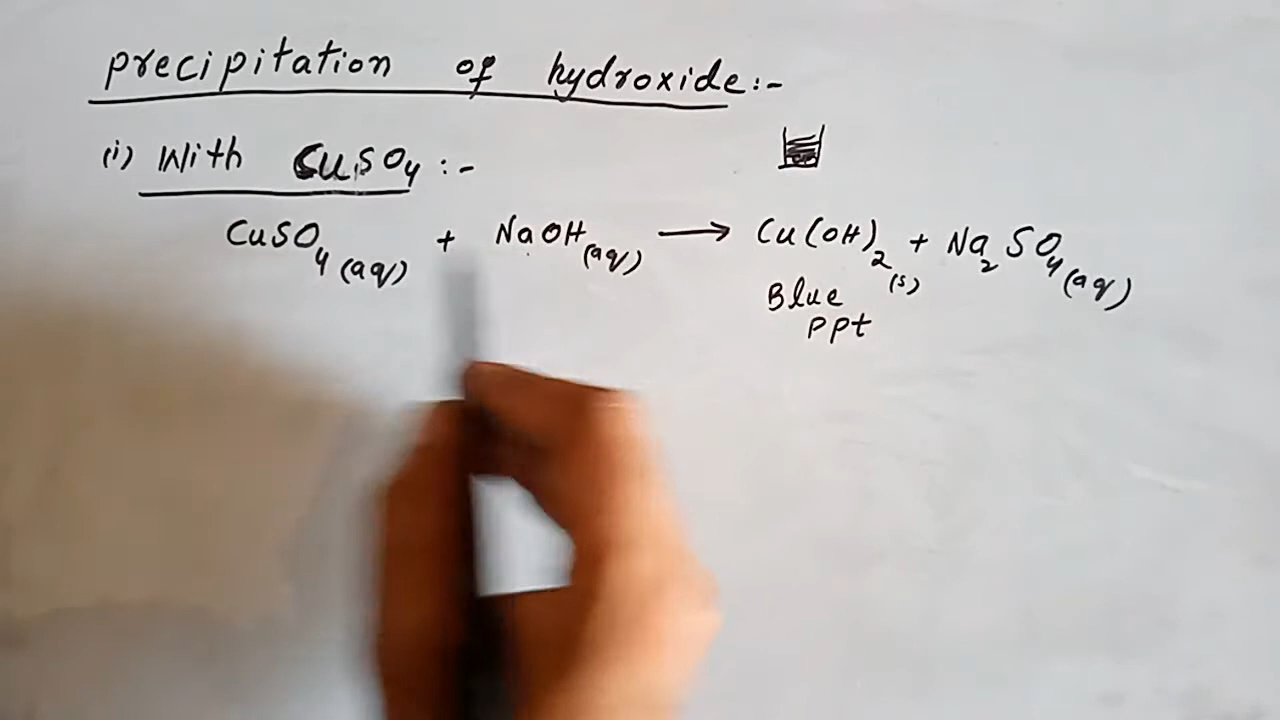 precipitation of hydroxide:-
(i) With CuSO4 :-
CuSO4(aq) + NaOH(aq) ⟶ Cu(OH)2(s) + Na2SO4(aq)
Blue
ppt